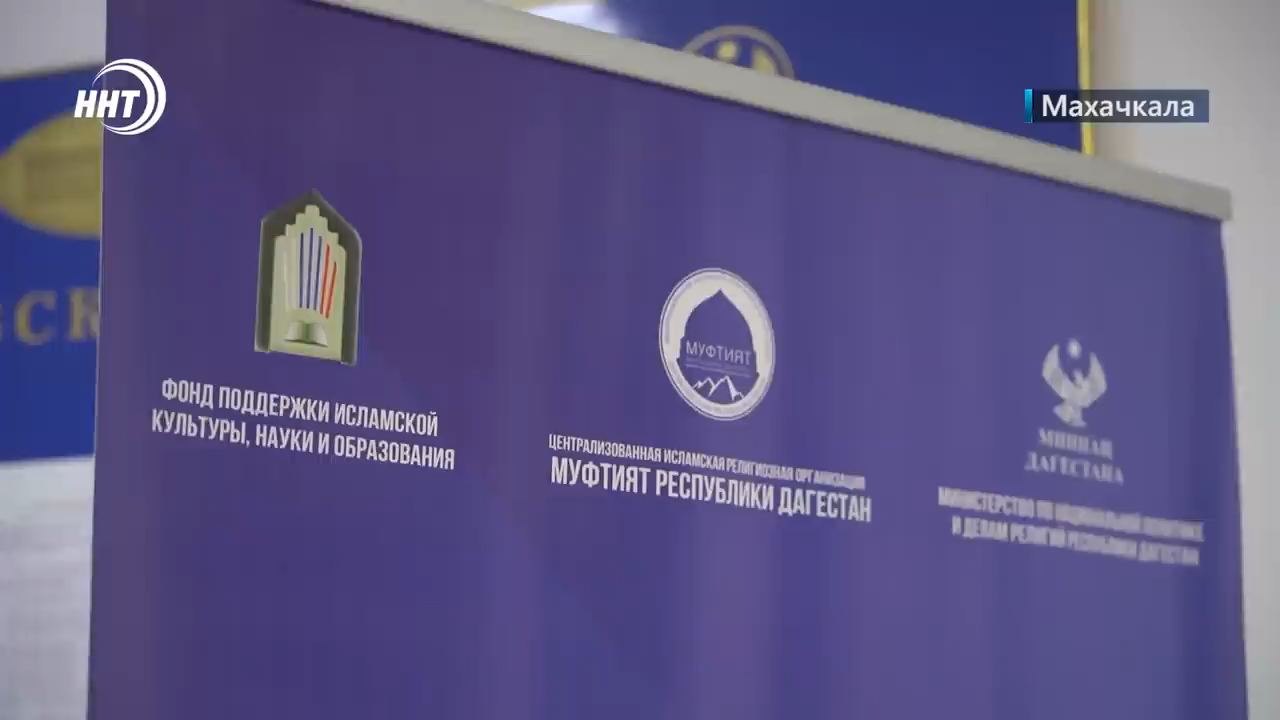 ННТ
Махачкала
ФОНД ПОДДЕРЖКИ ИСЛАМСКОЙ
КУЛЬТУРЫ, НАУКИ И ОБРАЗОВАНИЯ
МУФТИЯТ
ЦЕНТРАЛИЗОВАННАЯ ИСЛАМСКАЯ РЕЛИГИОЗНАЯ ОРГАНИЗАЦИЯ
МУФТИЯТ РЕСПУБЛИКИ ДАГЕСТАН
МИННАЦ
ДАГЕСТАНА
МИНИСТЕРСТВО ПО НАЦИОНАЛЬНОЙ ПОЛИТИКЕ
И ДЕЛАМ РЕЛИГИЙ РЕСПУБЛИКИ ДАГЕСТАН